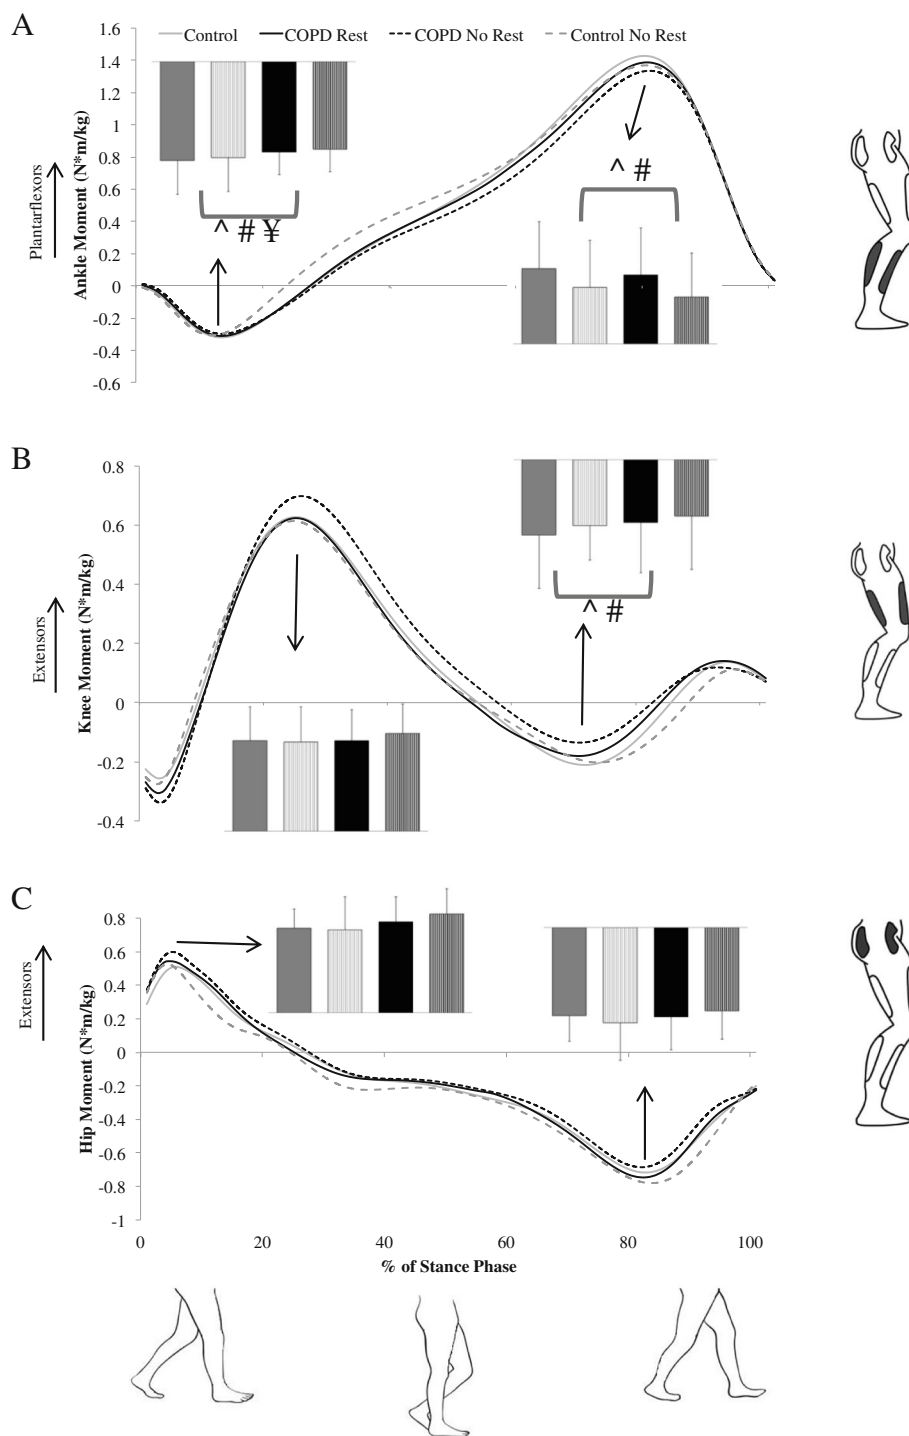 A
Control COPD Rest COPD No Rest Control No Rest
Plantarflexors
Ankle Moment (N*m/kg)
1.4
1.2
1
0.8
0.6
0.4
0.2
0
-0.2
-0.4
-0.6
^ # ¥
^ #
B
Extensors
Knee Moment (N*m/kg)
0.8
0.6
0.4
0.2
0
-0.2
-0.4
^ #
C
Extensors
Hip Moment (N*m/kg)
0.8
0.6
0.4
0.2
0
-0.2
-0.4
-0.6
-0.8
-1
0 20 40 60 80 100
% of Stance Phase